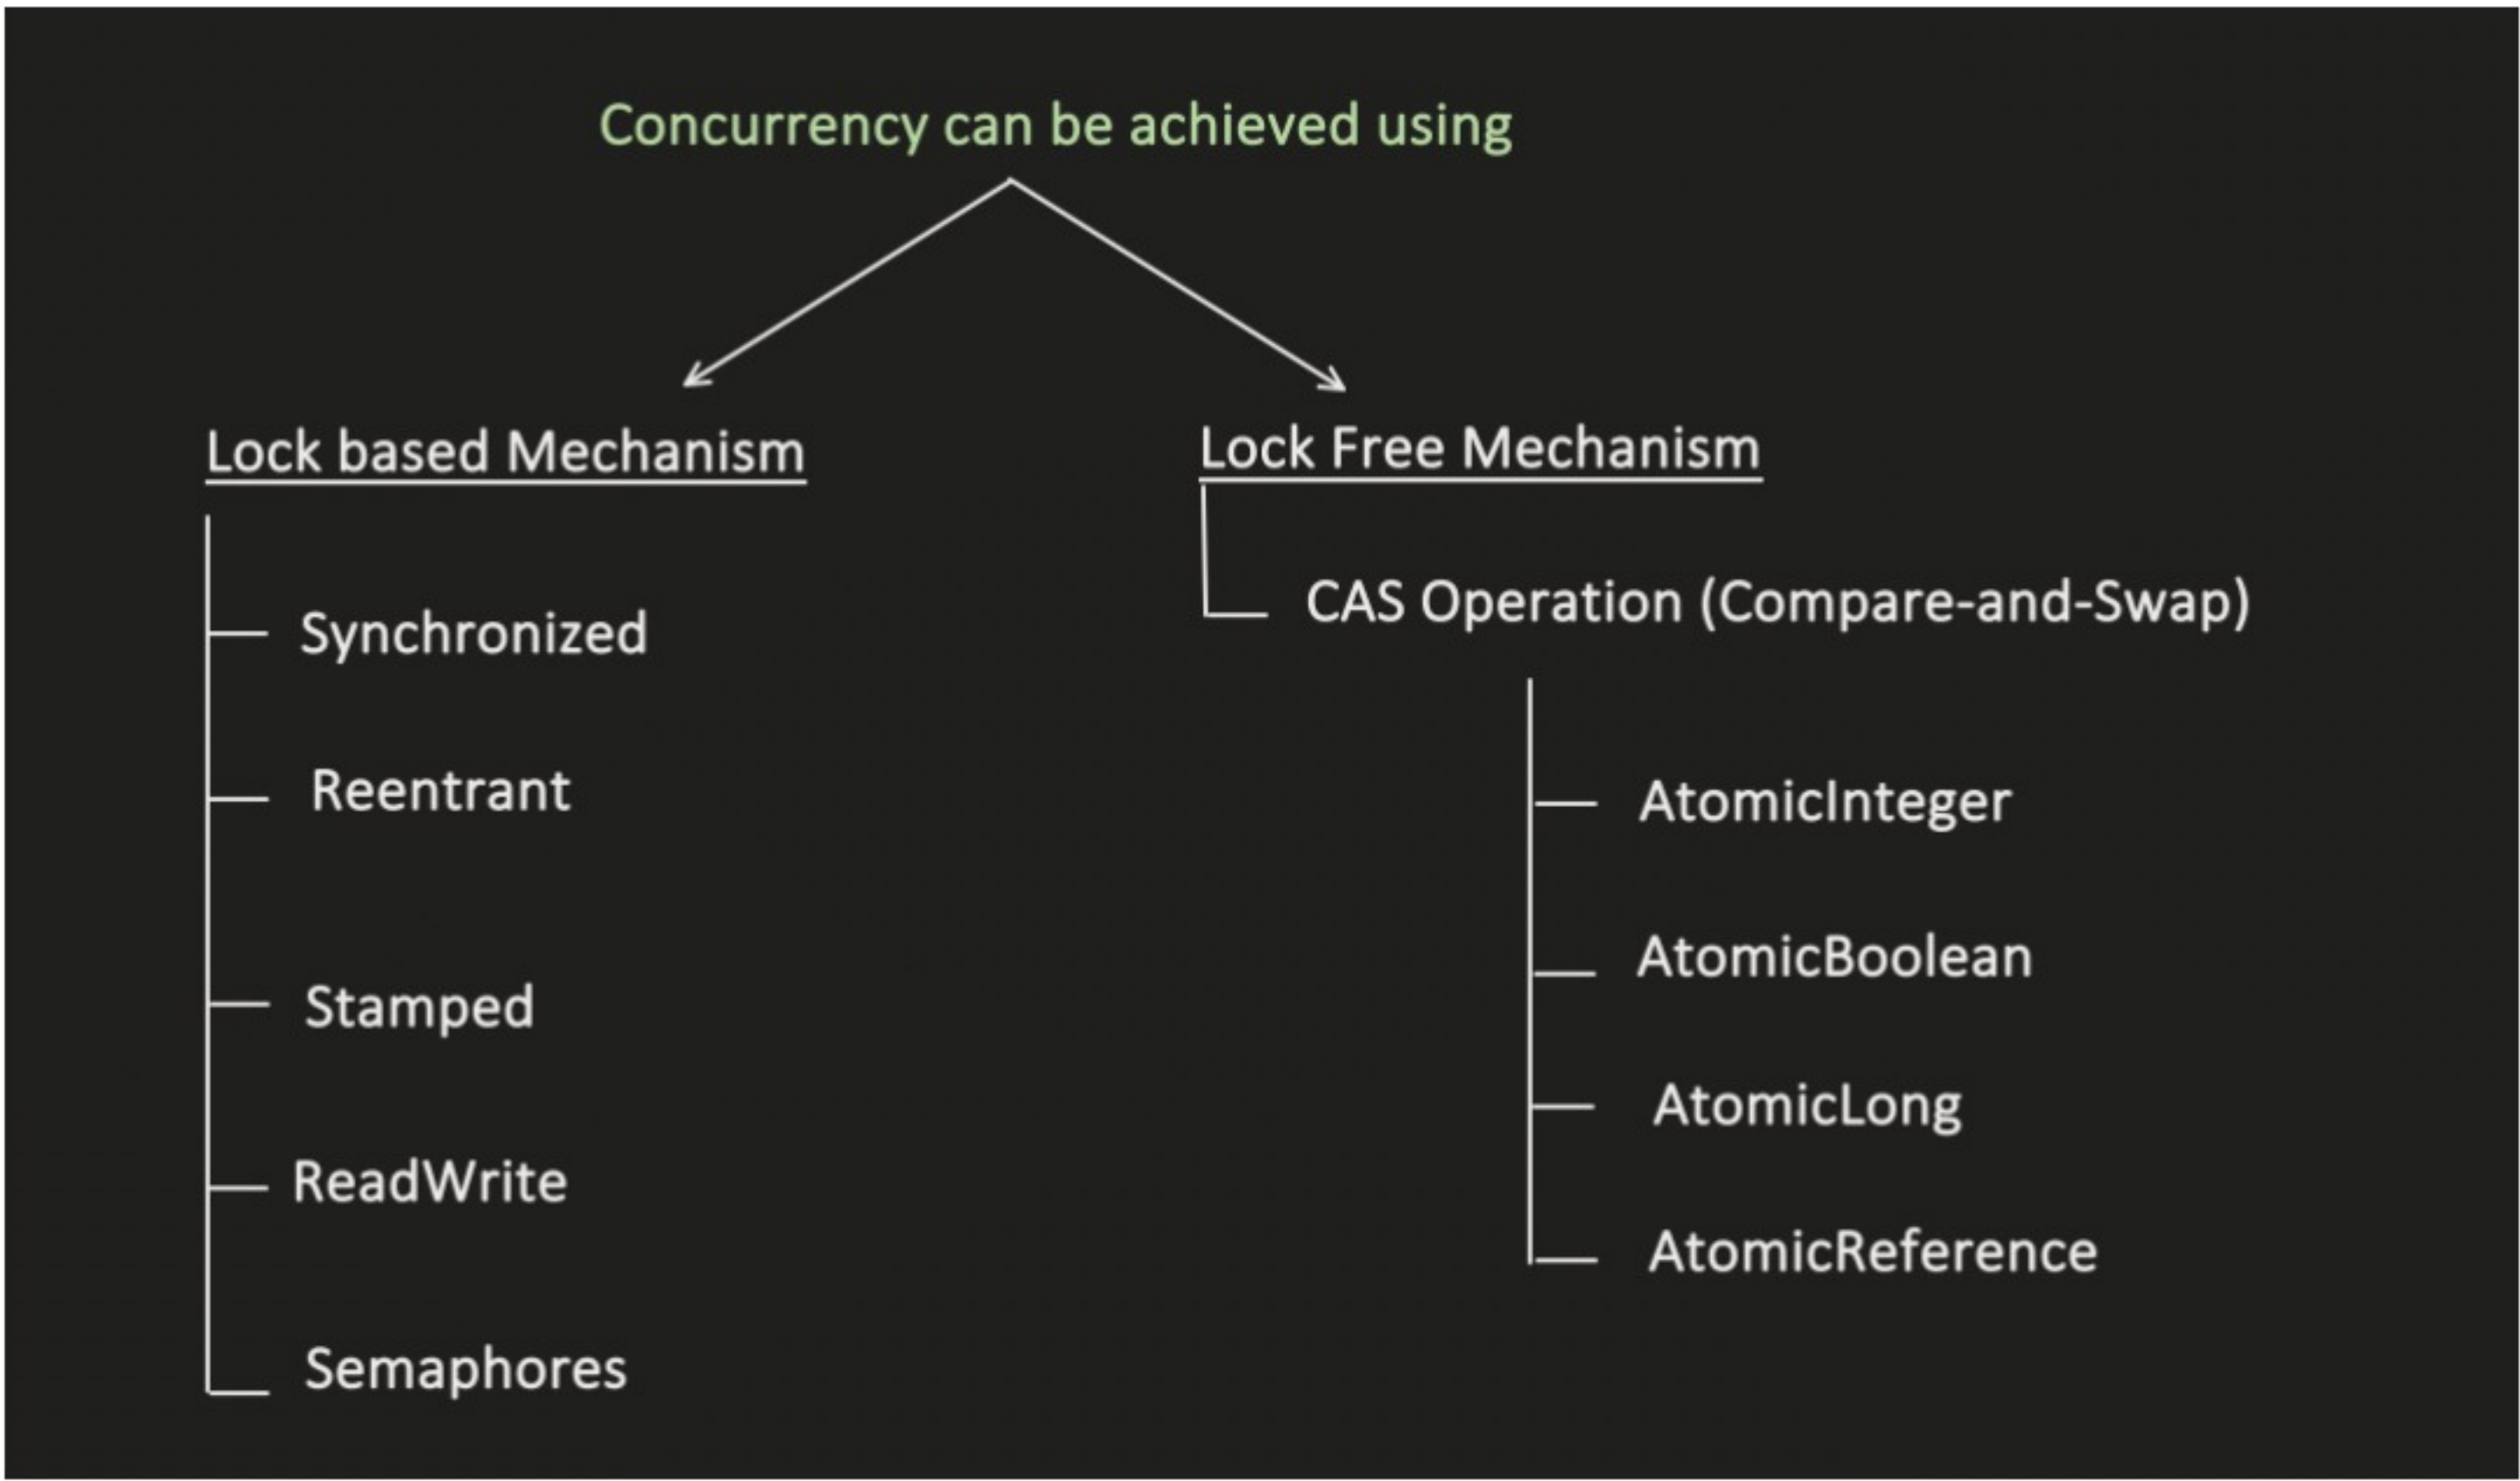 Concurrency can be achieved using
Lock based Mechanism
Synchronized
Reentrant
Stamped
ReadWrite
Semaphores
Lock Free Mechanism
CAS Operation (Compare-and-Swap)
AtomicInteger
AtomicBoolean
AtomicLong
AtomicReference